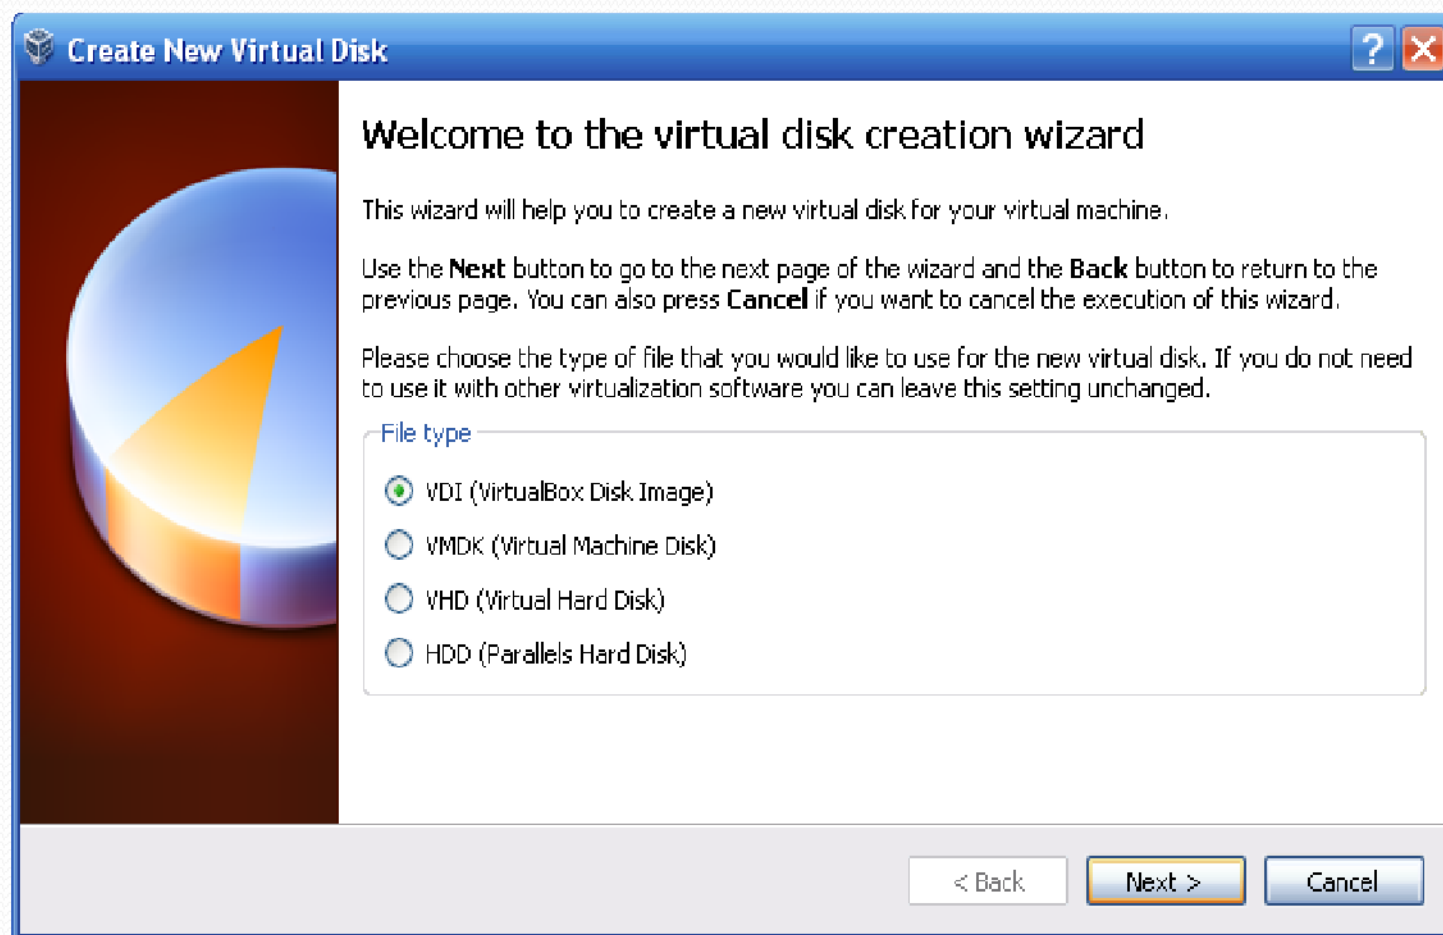 Create New Virtual Disk
?
Welcome to the virtual disk creation wizard
This wizard will help you to create a new virtual disk for your virtual machine.
Use the Next button to go to the next page of the wizard and the Back button to return to the
previous page. You can also press Cancel if you want to cancel the execution of this wizard.
Please choose the type of file that you would like to use for the new virtual disk. If you do not need
to use it with other virtualization software you can leave this setting unchanged.
File type
VDI (VirtualBox Disk Image)
VMDK (Virtual Machine Disk)
VHD (Virtual Hard Disk)
HDD (Parallels Hard Disk)
< Back
Next >
Cancel